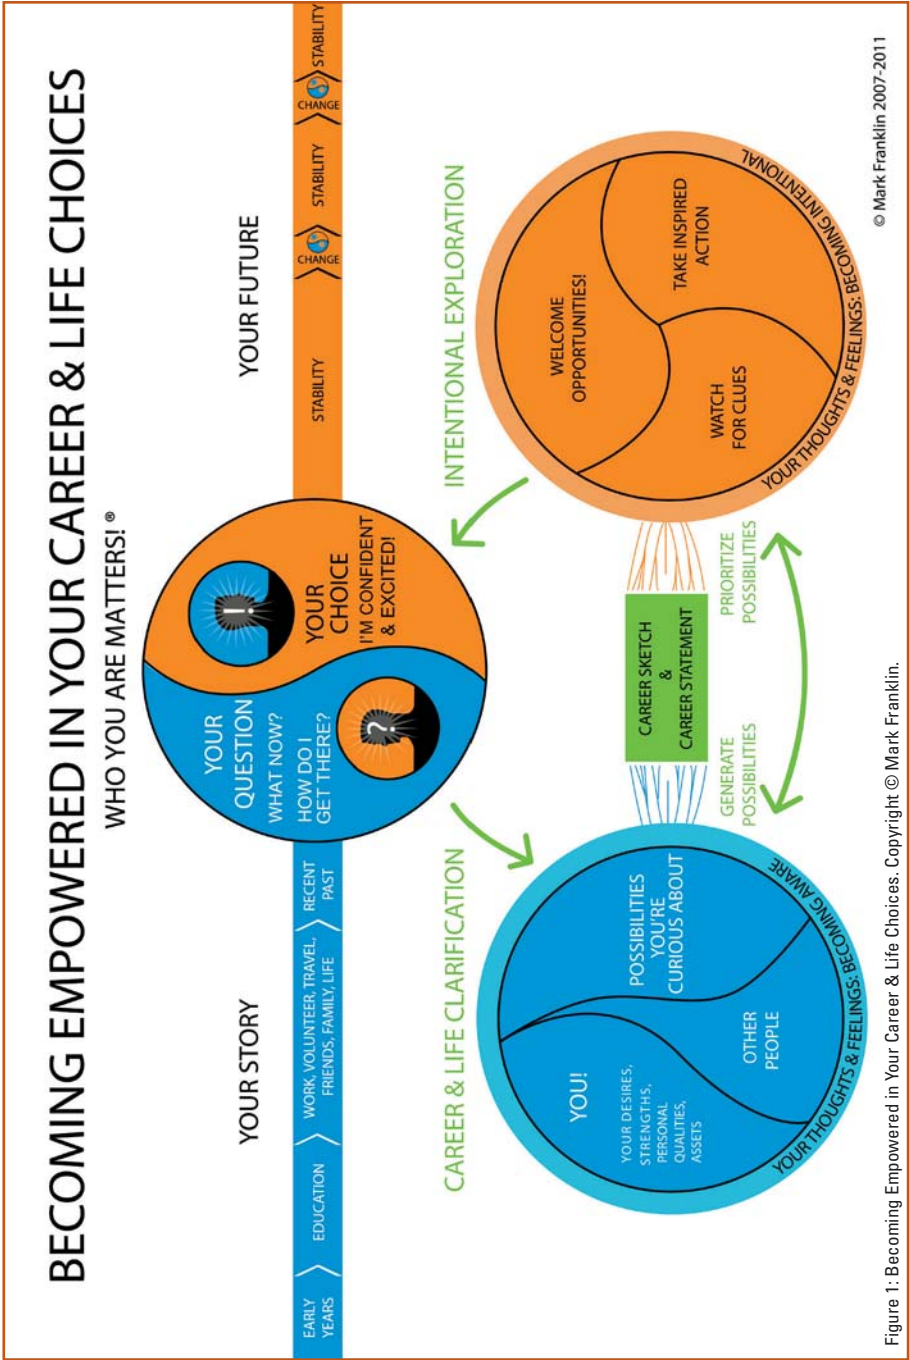 BECOMING EMPOWERED IN YOUR CAREER & LIFE CHOICES
WHO YOU ARE MATTERS! ®
YOUR STORY
YOUR FUTURE
EARLY
YEARS
EDUCATION
WORK, VOLUNTEER, TRAVEL,
FRIENDS, FAMILY, LIFE
RECENT
PAST
YOUR
QUESTION
WHAT NOW?
HOW DO I
GET THERE?
?
!
YOUR
CHOICE
I'M CONFIDENT
& EXCITED!
STABILITY
CHANGE
STABILITY
CHANGE
STABILITY
CAREER & LIFE CLARIFICATION
INTENTIONAL EXPLORATION
YOU!
YOUR DESIRES,
STRENGTHS,
PERSONAL
QUALITIES,
ASSETS
POSSIBILITIES
YOU'RE
CURIOUS ABOUT
OTHER
PEOPLE
YOUR THOUGHTS & FEELINGS: BECOMING AWARE
CAREER SKETCH
&
CAREER STATEMENT
GENERATE
POSSIBILITIES
PRIORITIZE
POSSIBILITIES
WELCOME
OPPORTUNITIES!
WATCH
FOR CLUES
TAKE INSPIRED
ACTION
YOUR THOUGHTS & FEELINGS: BECOMING INTENTIONAL
© Mark Franklin 2007-2011
Figure 1: Becoming Empowered in Your Career & Life Choices. Copyright © Mark Franklin.